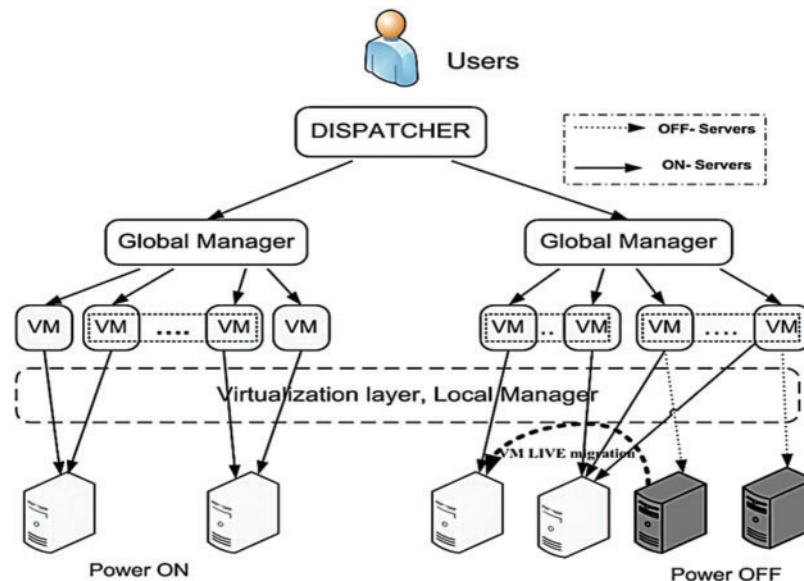 Users
DISPATCHER
OFF- Servers
ON- Servers
Global Manager
Global Manager
VM
VM
....
VM
VM
VM
..
VM
VM
....
VM
Virtualization layer, Local Manager
VM LIVE migration
Power ON
Power OFF